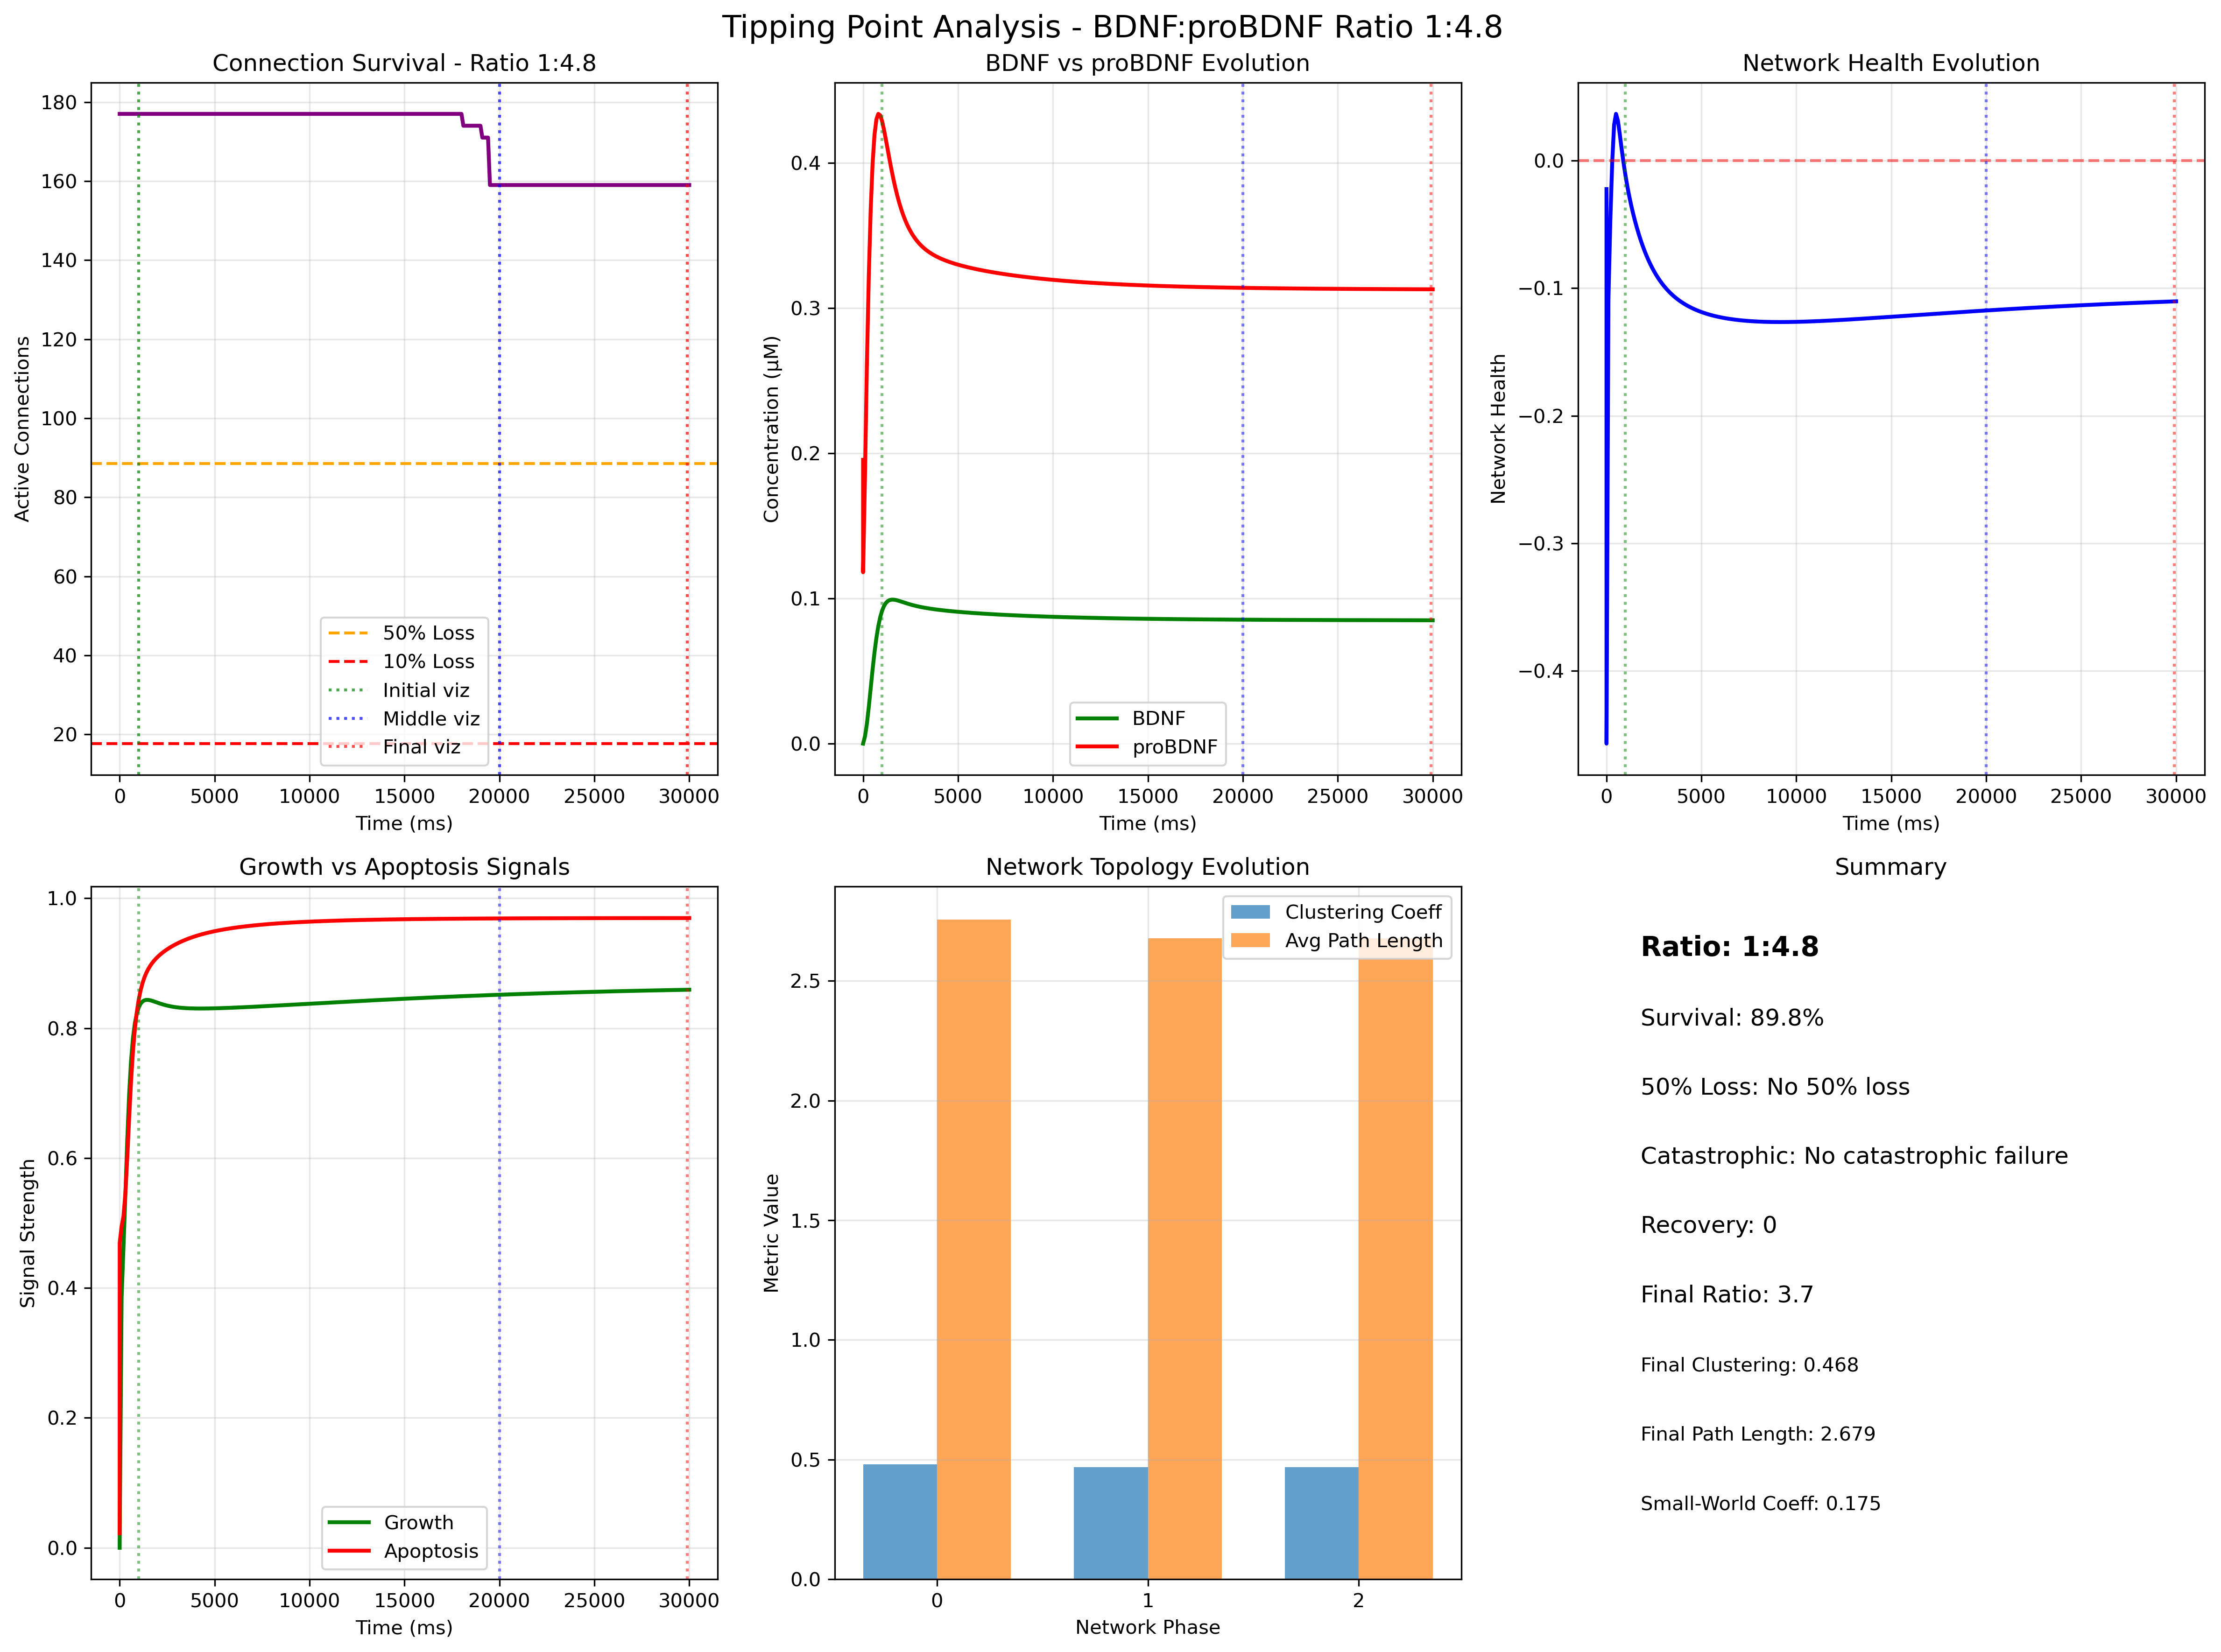 Tipping Point Analysis - BDNF:proBDNF Ratio 1:4.8
Connection Survival - Ratio 1:4.8
180
160
140
120
100
80
60
40
20
Active Connections
50% Loss
10% Loss
Initial viz
Middle viz
Final viz
0 5000 10000 15000 20000 25000 30000
Time (ms)
BDNF vs proBDNF Evolution
0.4
0.3
0.2
0.1
0.0
Concentration (μM)
BDNF
proBDNF
0 5000 10000 15000 20000 25000 30000
Time (ms)
Network Health Evolution
0.0
−0.1
−0.2
−0.3
−0.4
Network Health
0 5000 10000 15000 20000 25000 30000
Time (ms)
Growth vs Apoptosis Signals
1.0
0.8
0.6
0.4
0.2
0.0
Signal Strength
Growth
Apoptosis
0 5000 10000 15000 20000 25000 30000
Time (ms)
Network Topology Evolution
2.5
2.0
1.5
1.0
0.5
0.0
Metric Value
Clustering Coeff
Avg Path Length
0 1 2
Network Phase
Summary
Ratio: 1:4.8
Survival: 89.8%
50% Loss: No 50% loss
Catastrophic: No catastrophic failure
Recovery: 0
Final Ratio: 3.7
Final Clustering: 0.468
Final Path Length: 2.679
Small-World Coeff: 0.175